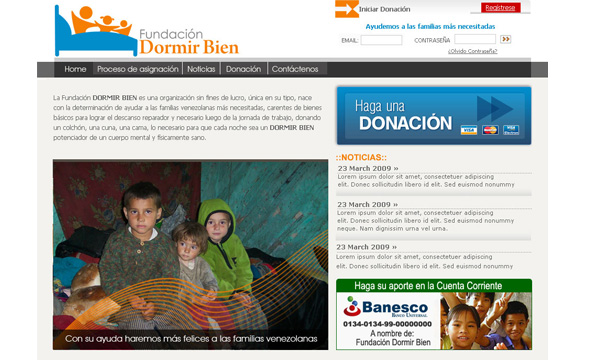 Fundación
Dormir Bien
Iniciar Donación
Regístrese
Ayudemos a las familias más necesitadas
EMAIL: CONTRASEÑA
¿Olvido Contraseña?
Home Proceso de asignación Noticias Donación Contáctenos
La Fundación DORMIR BIEN es una organización sin fines de lucro, única en su tipo, nace
con la determinación de ayudar a las familias venezolanas más necesitadas, carentes de bienes
básicos para lograr el descanso reparador y necesario luego de la jornada de trabajo, donando
un colchón, una cuna, una cama, lo necesario para que cada noche sea un DORMIR BIEN
potenciador de un cuerpo mental y físicamente sano.
Haga una
DONACIÓN
VISA MasterCard VISA
::NOTICIAS::
23 March 2009 »
Lorem ipsum dolor sit amet, consectetuer adipiscing
elit. Donec sollicitudin libero id elit. Sed euismod nonummy
23 March 2009 »
Lorem ipsum dolor sit amet, consectetuer adipiscing
elit. Donec sollicitudin libero id elit. Sed euismod nonummy
neque. Nam dignissim urna vel urna.
23 March 2009 »
Lorem ipsum dolor sit amet, consectetuer adipiscing
elit. Donec sollicitudin libero id elit. Sed euismod nonummy
Con su ayuda haremos más felices a las familias venezolanas
Haga su aporte en la Cuenta Corriente
Banesco
BANCO UNIVERSAL
0134-0134-99-00000000
A nombre de:
Fundación Dormir Bien